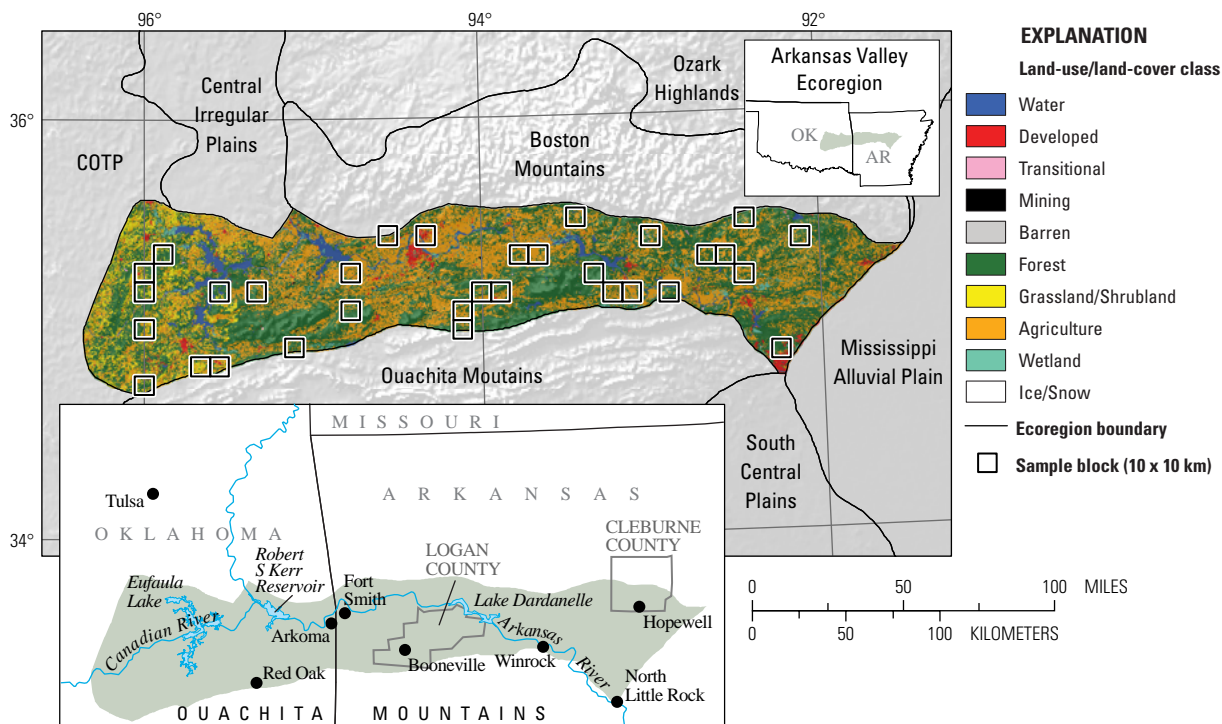 96°
94°
92°
36°
34°
COTP
Central
Irregular
Plains
Ozark
Highlands
Boston
Mountains
Arkansas Valley
Ecoregion
OK
AR
Ouachita Moutains
Mississippi
Alluvial Plain
South
Central
Plains
EXPLANATION
Land-use/land-cover class
Water
Developed
Transitional
Mining
Barren
Forest
Grassland/Shrubland
Agriculture
Wetland
Ice/Snow
Ecoregion boundary
Sample block (10 x 10 km)
MISSOURI
Tulsa
ARKANSAS
OKLAHOMA
CLEBURNE
COUNTY
Robert
S Kerr
Reservoir
LOGAN
COUNTY
Eufaula
Lake
Fort
Smith
Lake Dardanelle
Canadian River
Arkoma
Arkansas
River
Hopewell
Booneville
Winrock
Red Oak
North
Little Rock
OUACHITA MOUNTAINS
0 50 100 MILES
0 50 100 KILOMETERS